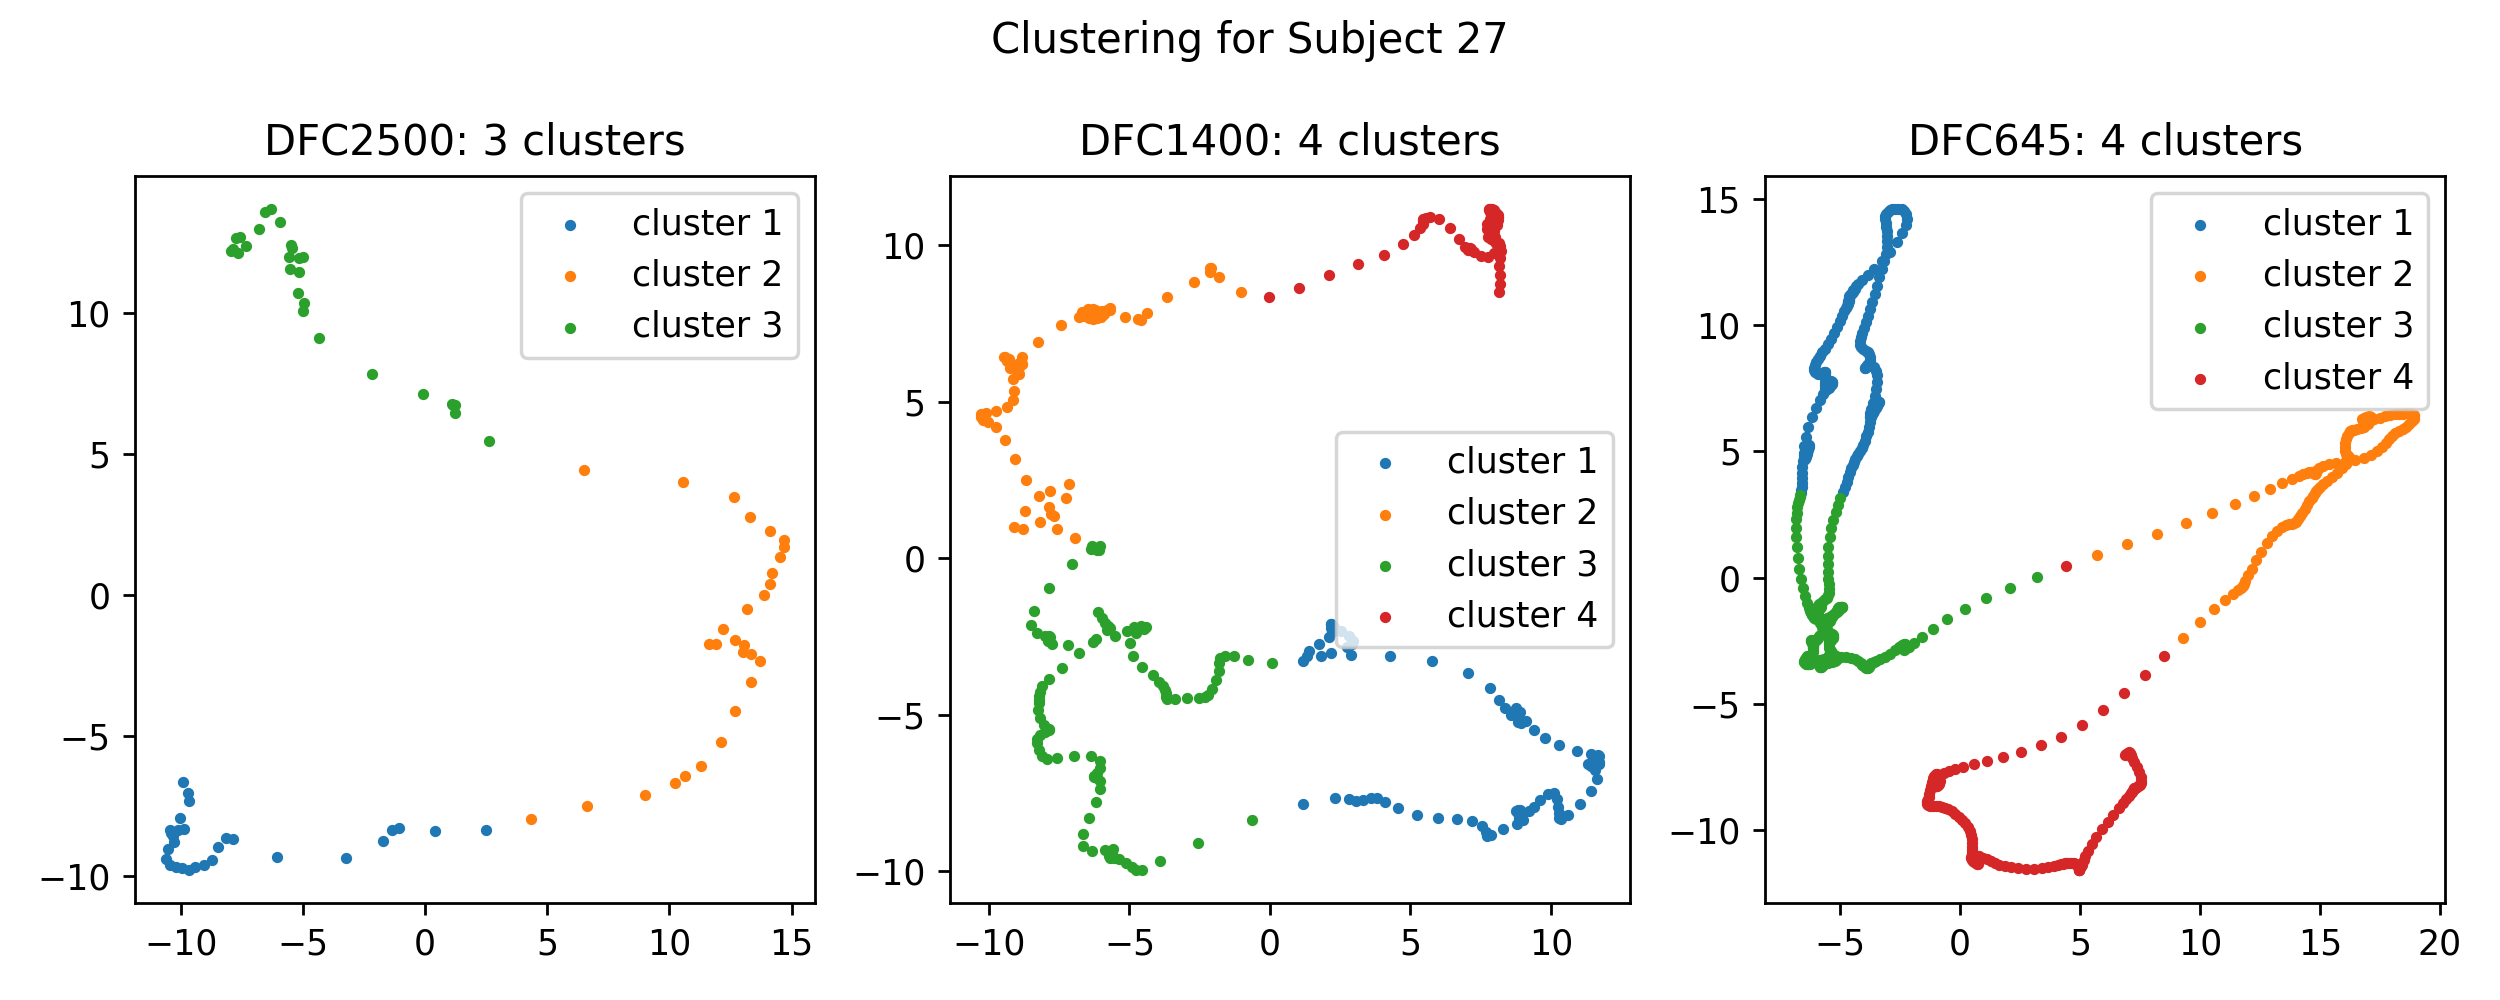 Clustering for Subject 27
DFC2500: 3 clusters
cluster 1
cluster 2
cluster 3
10
5
0
−5
−10
−10 −5 0 5 10 15
DFC1400: 4 clusters
cluster 1
cluster 2
cluster 3
cluster 4
10
5
0
−5
−10
−10 −5 0 5 10
DFC645: 4 clusters
cluster 1
cluster 2
cluster 3
cluster 4
15
10
5
0
−5
−10
−5 0 5 10 15 20